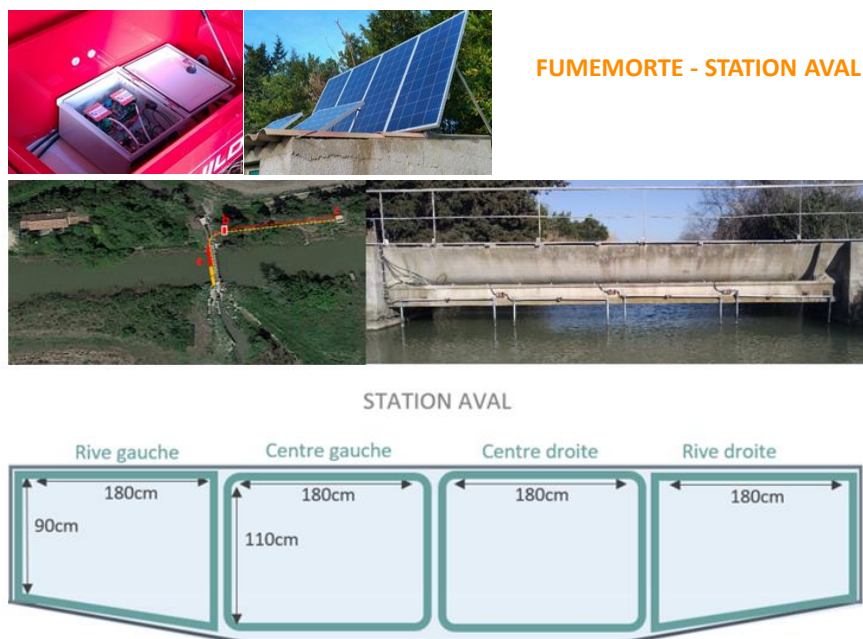 FUMEMORTE - STATION AVAL
STATION AVAL
Rive gauche
Centre gauche
Centre droite
Rive droite
180cm
180cm
180cm
180cm
90cm
110cm